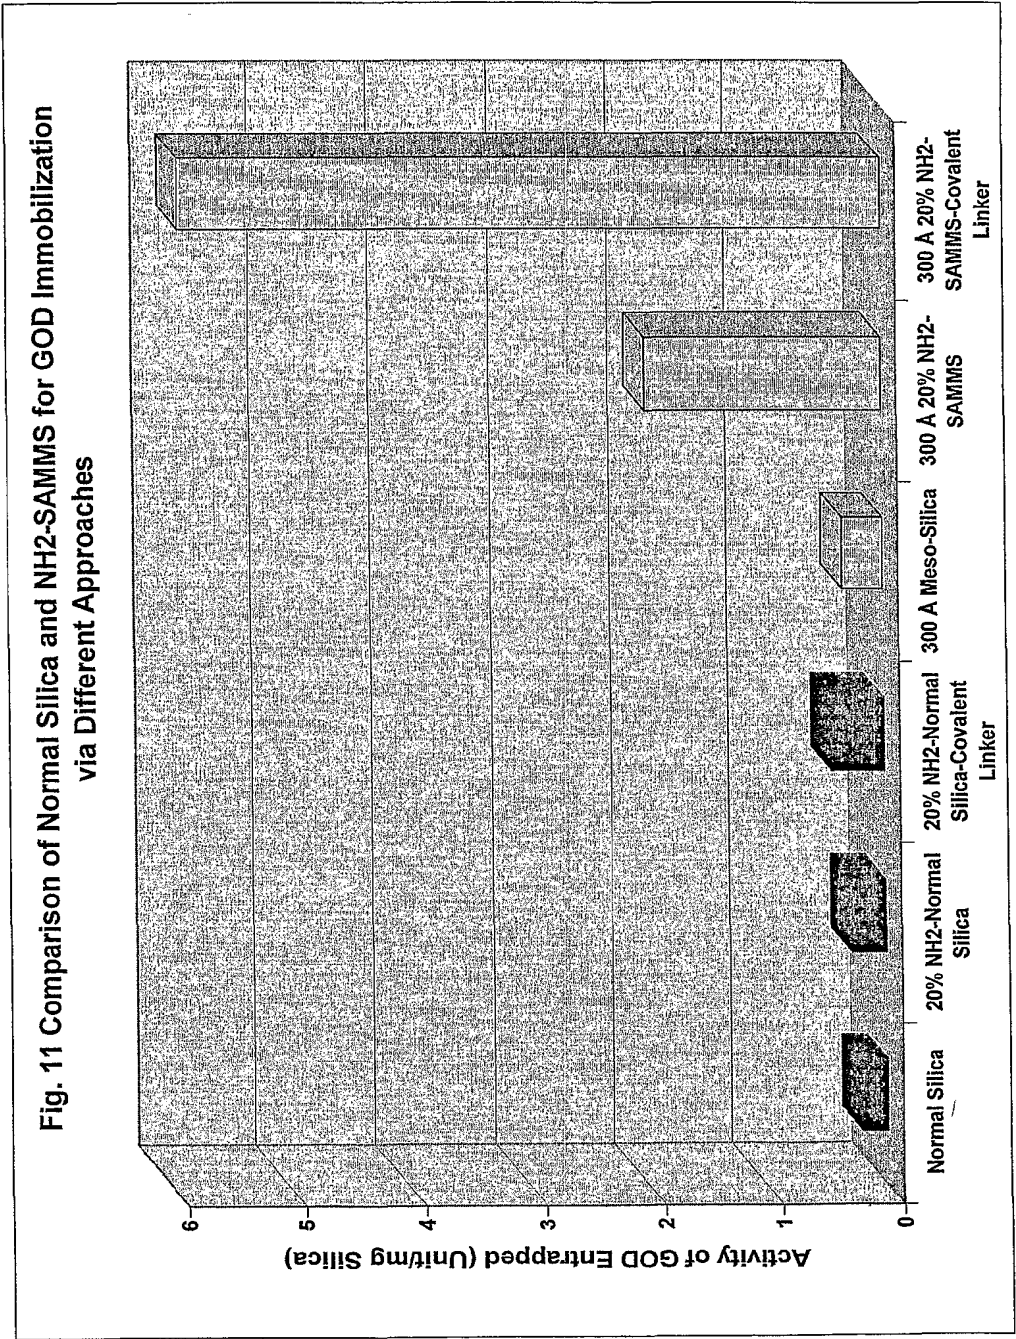 Fig. 11 Comparison of Normal Silica and NH2-SAMMS for GOD Immobilization
via Different Approaches
Activity of GOD Entrapped (Unit/mg Silica)
6
5
4
3
2
1
0
Normal Silica
20% NH2-Normal
Silica
20% NH2-Normal
Silica-Covalent
Linker
300 A Meso-Silica
300 A 20% NH2-
SAMMS
300 A 20% NH2-
SAMMS-Covalent
Linker